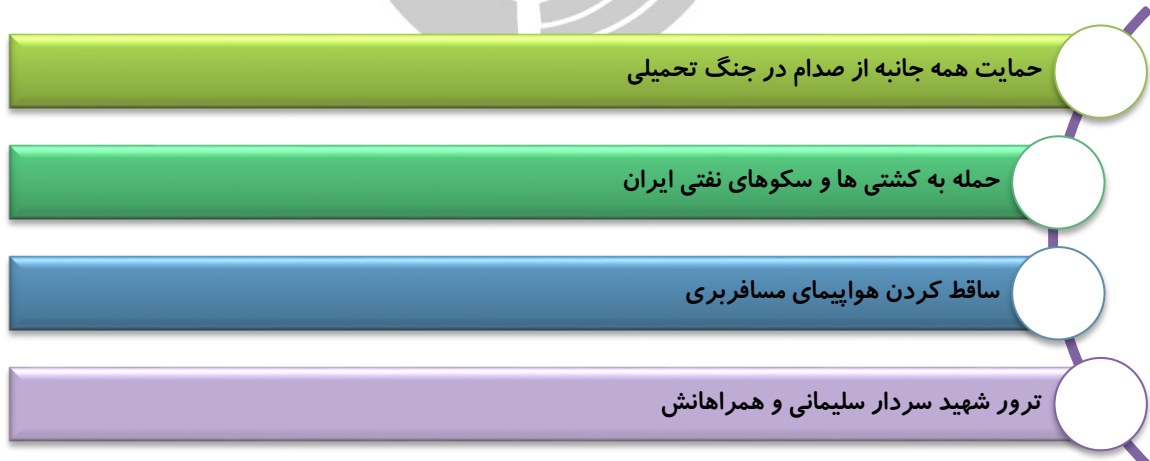 حمایت همه جانبه از صدام در جنگ تحمیلی
حمله به کشتی ها و سکوهای نفتی ایران
ساقط کردن هواپیمای مسافربری
ترور شهید سردار سلیمانی و همراهانش